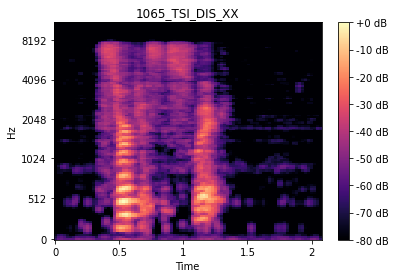 1065_TSI_DIS_XX
+0 dB
8192
-10 dB
4096
-20 dB
-30 dB
2048
Hz
-40 dB
1024
-50 dB
512
-60 dB
-70 dB
0
-80 dB
0
0.5
1
1.5
2
Time